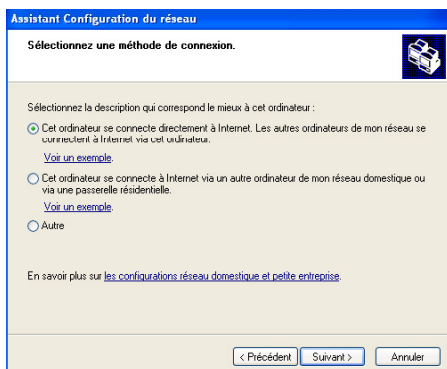 Assistant Configuration du réseau
Sélectionnez une méthode de connexion.
Sélectionnez la description qui correspond le mieux à cet ordinateur :
Cet ordinateur se connecte directement à Internet. Les autres ordinateurs de mon réseau se
connectent à Internet via cet ordinateur.
Voir un exemple.
Cet ordinateur se connecte à Internet via un autre ordinateur de mon réseau domestique ou
via une passerelle résidentielle.
Voir un exemple.
Autre
En savoir plus sur les configurations réseau domestique et petite entreprise.
< Précédent Suivant > Annuler